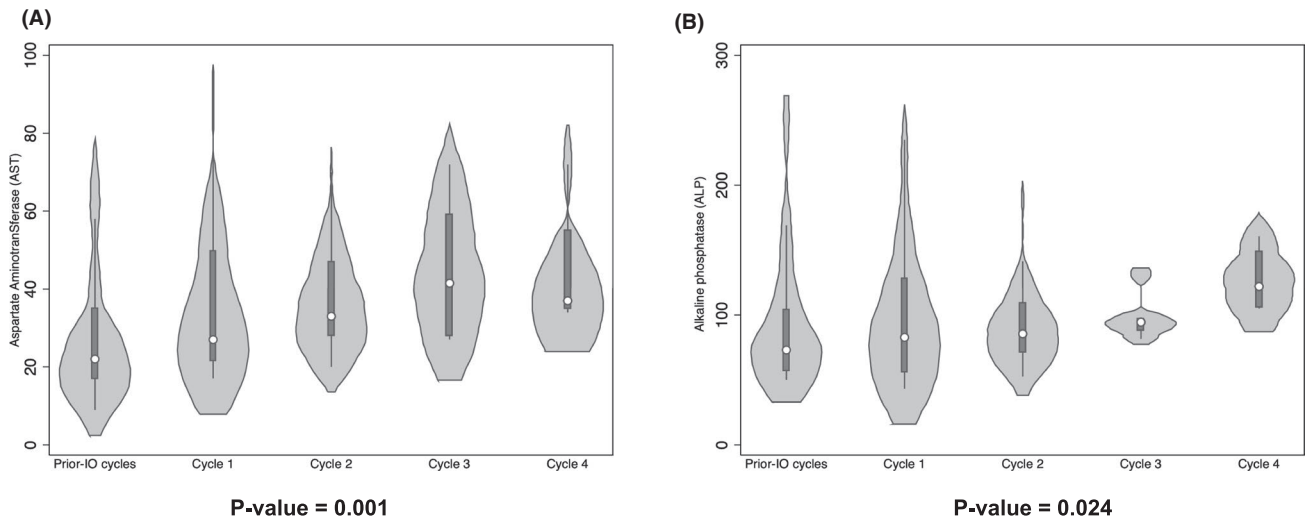 (A)
100
80
60
40
20
0
Aspartate AminotranSferase (AST)
Prior-IO cycles Cycle 1 Cycle 2 Cycle 3 Cycle 4
P-value = 0.001
(B)
300
200
100
0
Alkaline phosphatase (ALP)
Prior-IO cycles Cycle 1 Cycle 2 Cycle 3 Cycle 4
P-value = 0.024